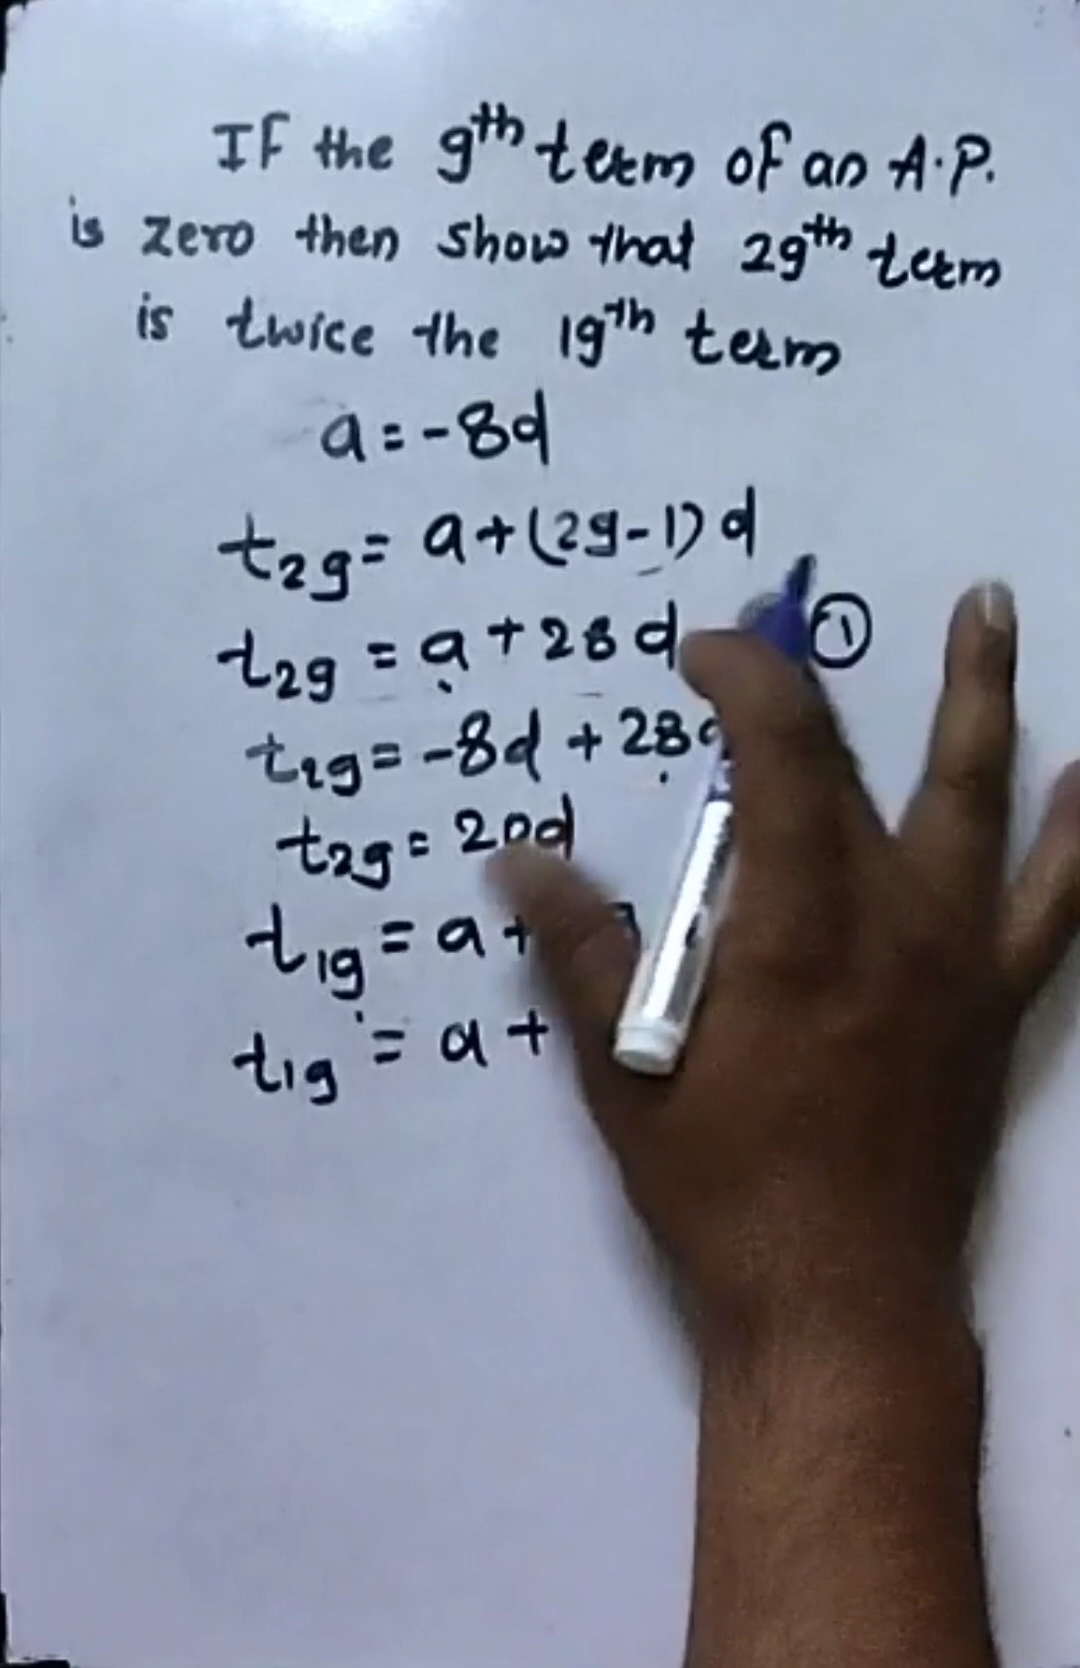 If the 9th term of an A.P.
is zero then show that 29th term
is twice the 19th term
a = -8d
t29 = a + (29-1) d
t29 = a + 28 d ①
t29 = -8d + 28d
t29 = 20d
t19 = a +
t19 = a +